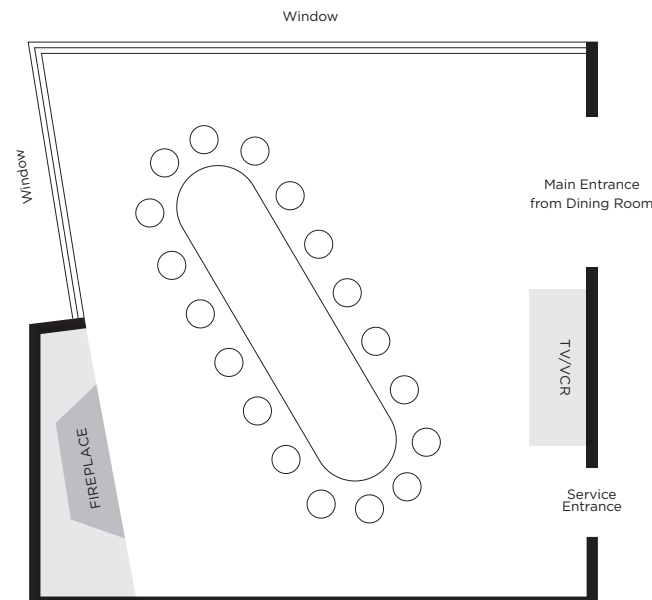 Window
Window
Main Entrance
from Dining Room
TV/VCR
FIREPLACE
Service
Entrance